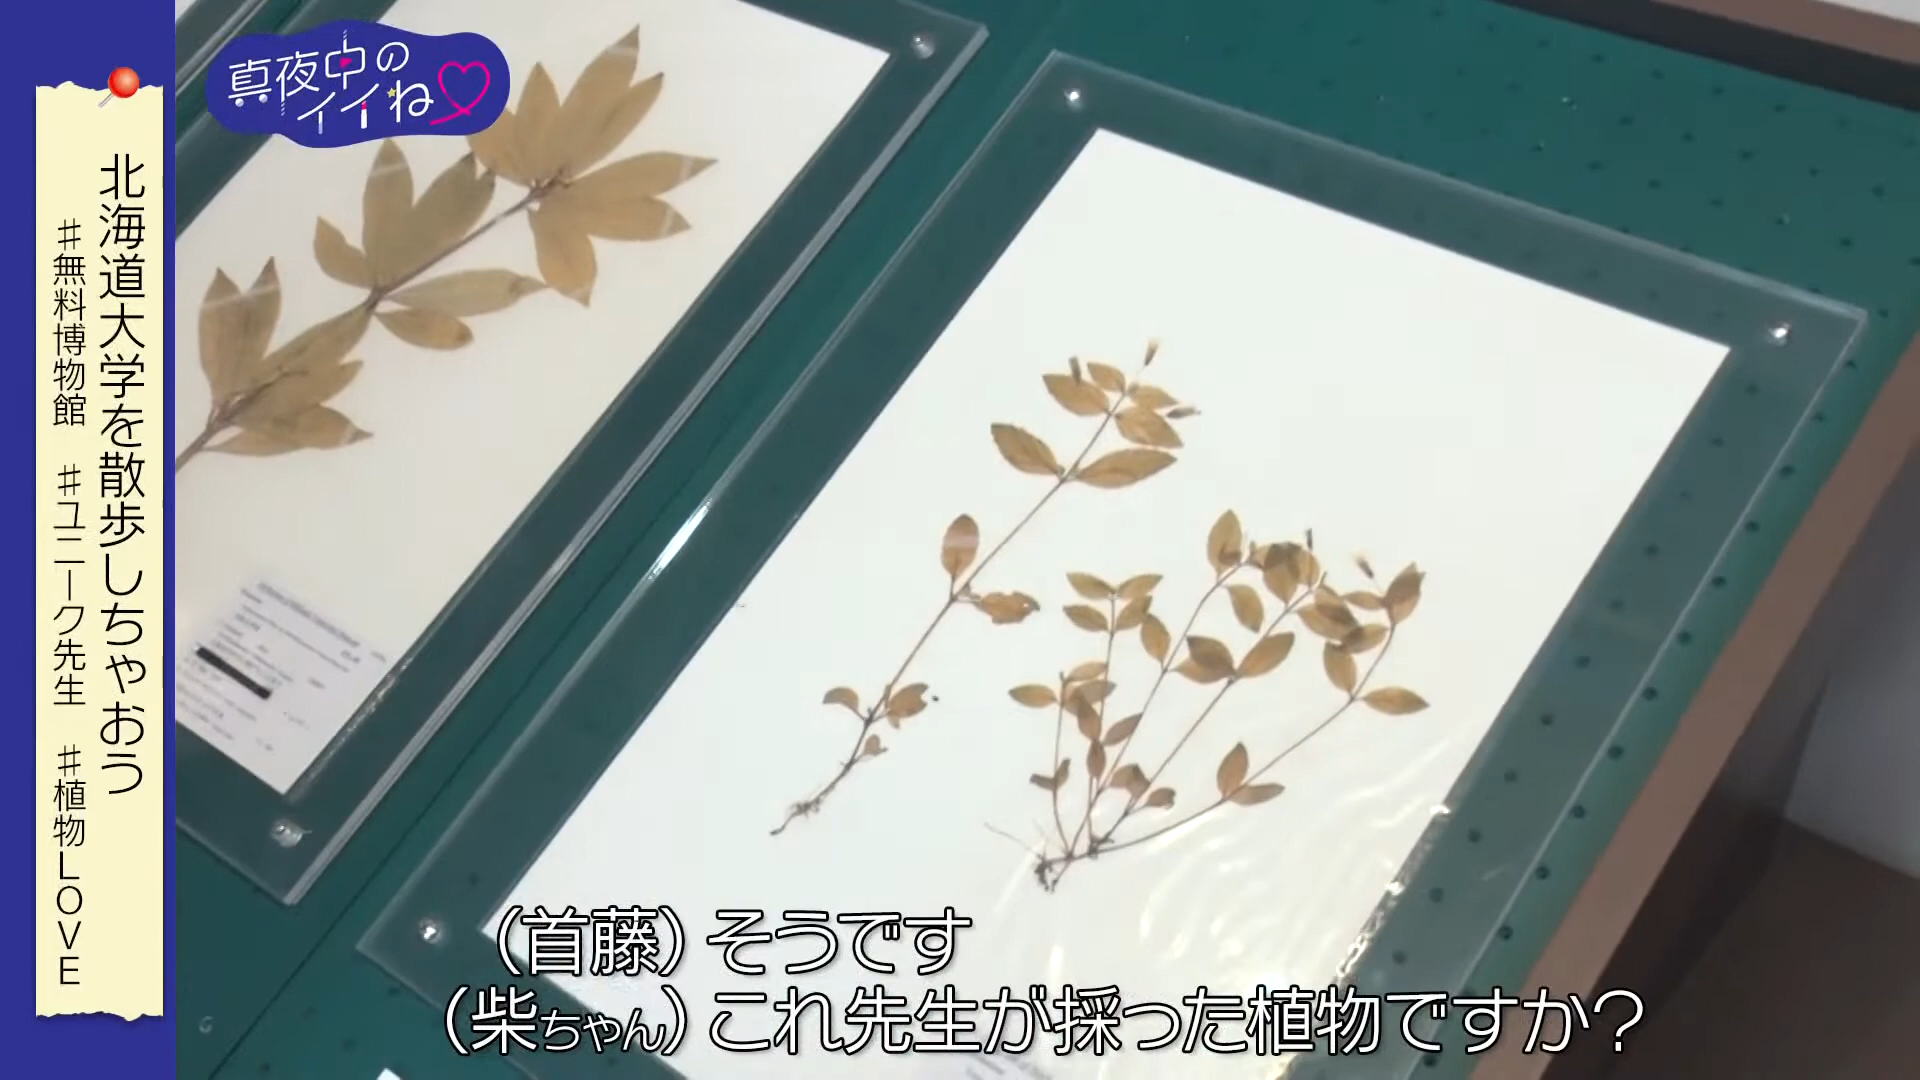 真夜中の
イイね
北海道大学を散歩しちゃおう
#無料博物館 #ユニーク先生 #植物LOVE
(首藤)そうです
(柴ちゃん)これ先生が採った植物ですか?